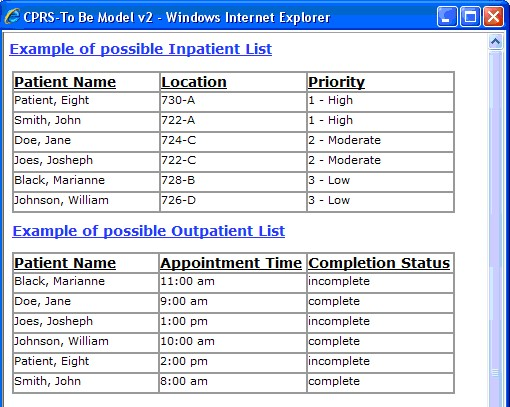 CPRS-To Be Model v2 - Windows Internet Explorer
Example of possible Inpatient List
Patient Name Location Priority
Patient, Eight 730-A 1 - High
Smith, John 722-A 1 - High
Doe, Jane 724-C 2 - Moderate
Joes, Josheph 722-C 2 - Moderate
Black, Marianne 728-B 3 - Low
Johnson, William 726-D 3 - Low
Example of possible Outpatient List
Patient Name Appointment Time Completion Status
Black, Marianne 11:00 am incomplete
Doe, Jane 9:00 am complete
Joes, Josheph 1:00 pm incomplete
Johnson, William 10:00 am complete
Patient, Eight 2:00 pm incomplete
Smith, John 8:00 am complete